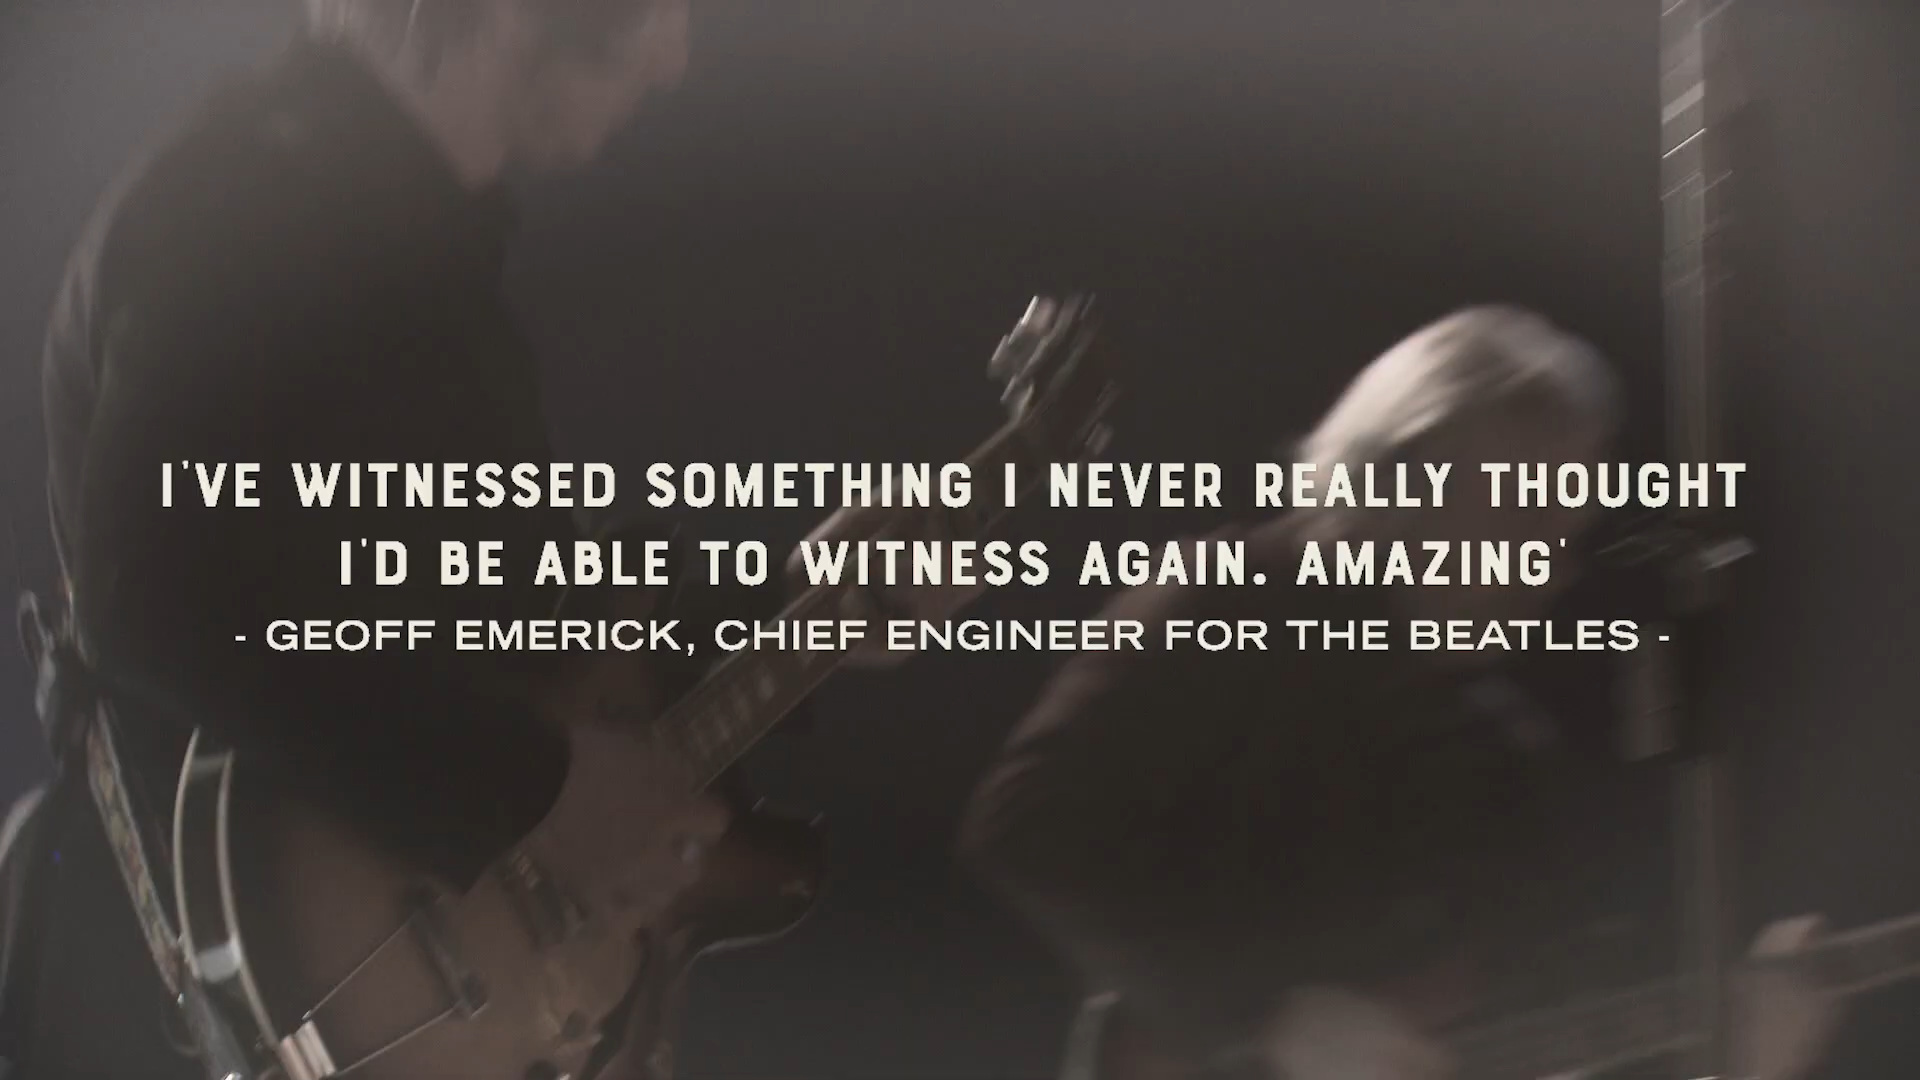 I'VE WITNESSED SOMETHING I NEVER REALLY THOUGHT
I'D BE ABLE TO WITNESS AGAIN. AMAZING'
- GEOFF EMERICK, CHIEF ENGINEER FOR THE BEATLES -